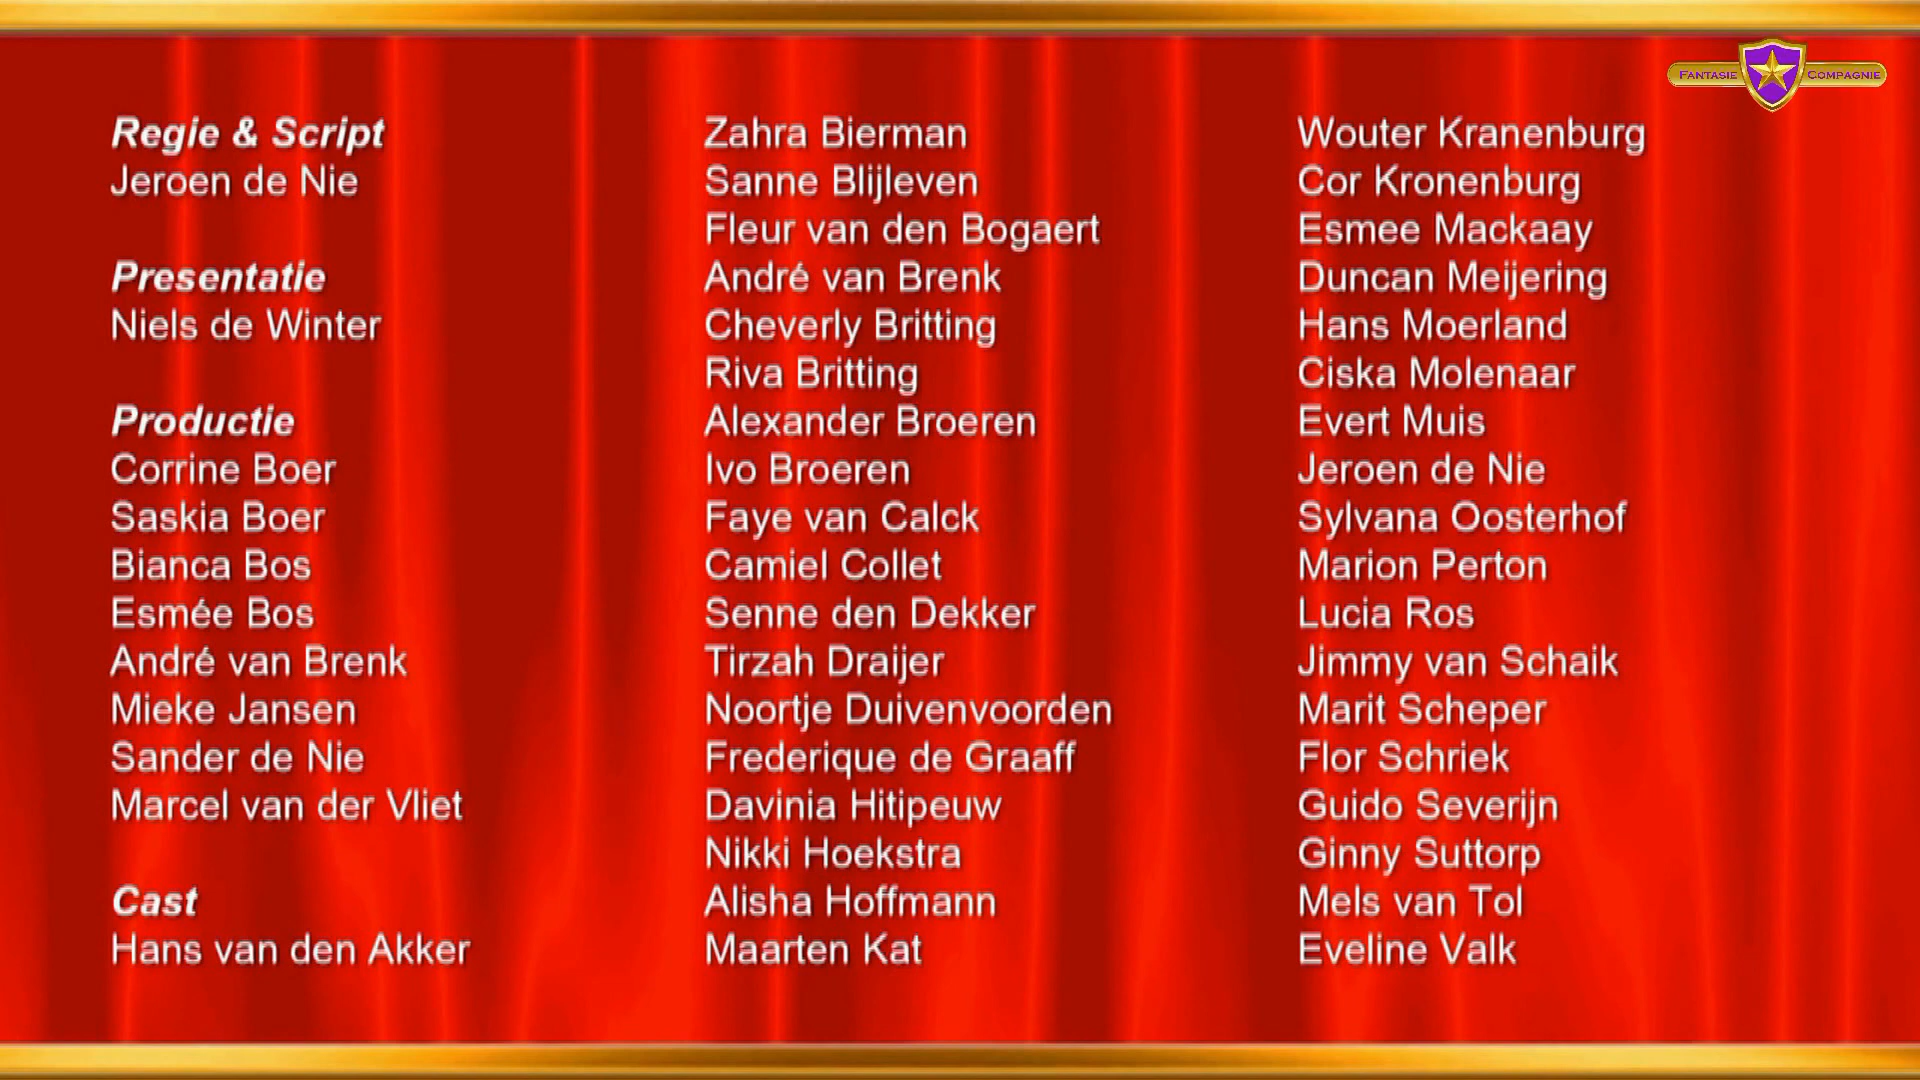 Fantasie Compagnie
Regie & Script
Jeroen de Nie
Presentatie
Niels de Winter
Productie
Corrine Boer
Saskia Boer
Bianca Bos
Esmée Bos
André van Brenk
Mieke Jansen
Sander de Nie
Marcel van der Vliet
Cast
Hans van den Akker
Zahra Bierman
Sanne Blijleven
Fleur van den Bogaert
André van Brenk
Cheverly Britting
Riva Britting
Alexander Broeren
Ivo Broeren
Faye van Calck
Camiel Collet
Senne den Dekker
Tirzah Draijer
Noortje Duivenvoorden
Frederique de Graaff
Davinia Hitipeuw
Nikki Hoekstra
Alisha Hoffmann
Maarten Kat
Wouter Kranenburg
Cor Kronenburg
Esmee Mackaay
Duncan Meijering
Hans Moerland
Ciska Molenaar
Evert Muis
Jeroen de Nie
Sylvana Oosterhof
Marion Perton
Lucia Ros
Jimmy van Schaik
Marit Scheper
Flor Schriek
Guido Severijn
Ginny Suttorp
Mels van Tol
Eveline Valk